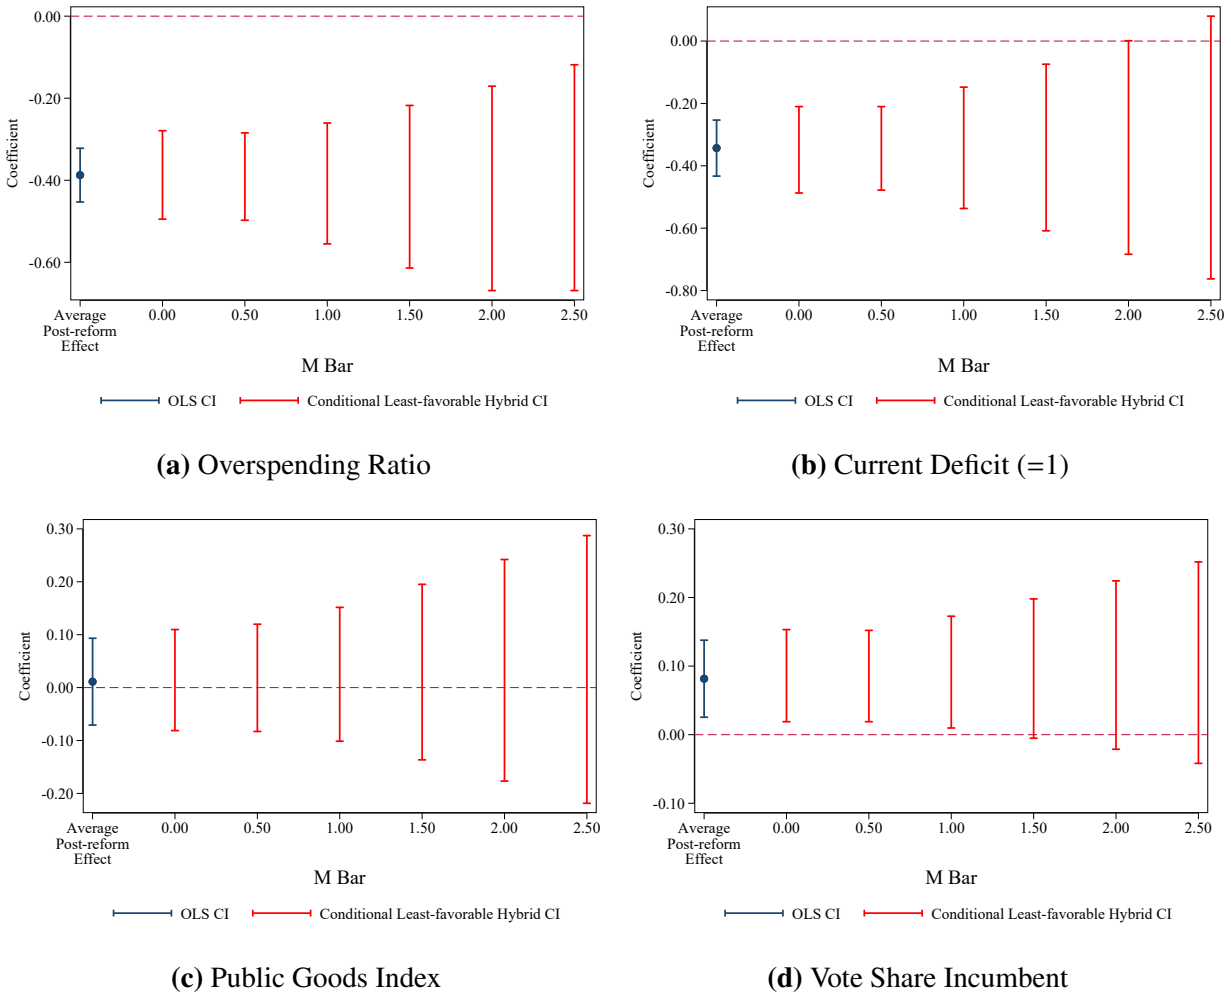 0.00
-0.20
-0.40
-0.60
Coefficient
Average
Post-reform
Effect
0.00 0.50 1.00 1.50 2.00 2.50
M Bar
OLS CI Conditional Least-favorable Hybrid CI
(a) Overspending Ratio
0.00
-0.20
-0.40
-0.60
-0.80
Coefficient
Average
Post-reform
Effect
0.00 0.50 1.00 1.50 2.00 2.50
M Bar
OLS CI Conditional Least-favorable Hybrid CI
(b) Current Deficit (=1)
0.30
0.20
0.10
0.00
-0.10
-0.20
Coefficient
Average
Post-reform
Effect
0.00 0.50 1.00 1.50 2.00 2.50
M Bar
OLS CI Conditional Least-favorable Hybrid CI
(c) Public Goods Index
0.30
0.20
0.10
0.00
-0.10
Coefficient
Average
Post-reform
Effect
0.00 0.50 1.00 1.50 2.00 2.50
M Bar
OLS CI Conditional Least-favorable Hybrid CI
(d) Vote Share Incumbent